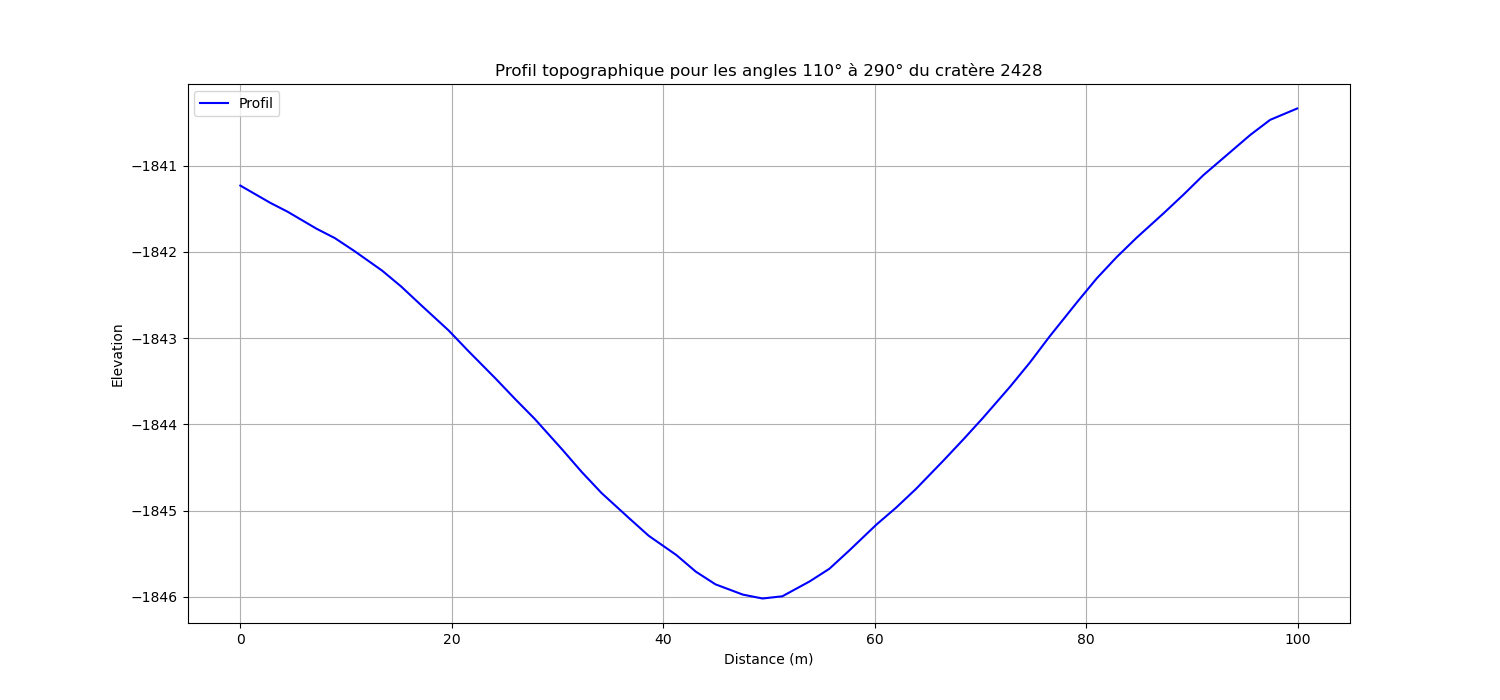 Profil topographique pour les angles 110° à 290° du cratère 2428
Profil
−1841
−1842
−1843
−1844
−1845
−1846
Elevation
0 20 40 60 80 100
Distance (m)